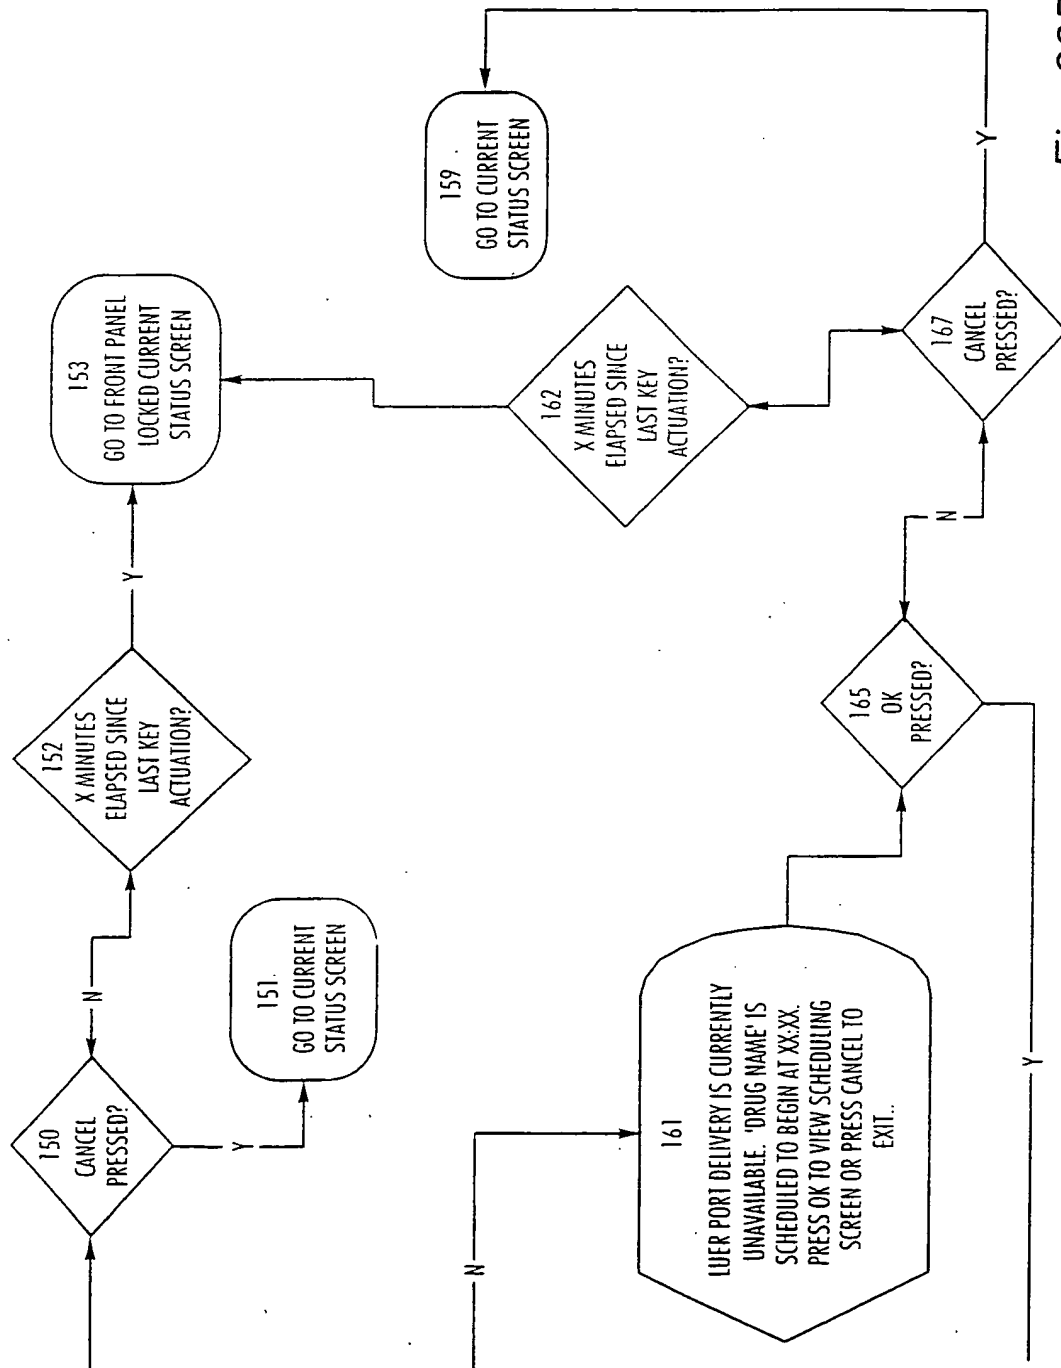 150
CANCEL
PRESSED?
N
152
X MINUTES
ELAPSED SINCE
LAST KEY
ACTUATION?
Y
153
GO TO FRONT PANEL
LOCKED CURRENT
STATUS SCREEN
Y
151
GO TO CURRENT
STATUS SCREEN
159
GO TO CURRENT
STATUS SCREEN
162
X MINUTES
ELAPSED SINCE
LAST KEY
ACTUATION?
N
161
LUER PORT DELIVERY IS CURRENTLY
UNAVAILABLE. 'DRUG NAME' IS
SCHEDULED TO BEGIN AT XX:XX.
PRESS OK TO VIEW SCHEDULING
SCREEN OR PRESS CANCEL TO
EXIT..
165
OK
PRESSED?
N
167
CANCEL
PRESSED?
Y
Y